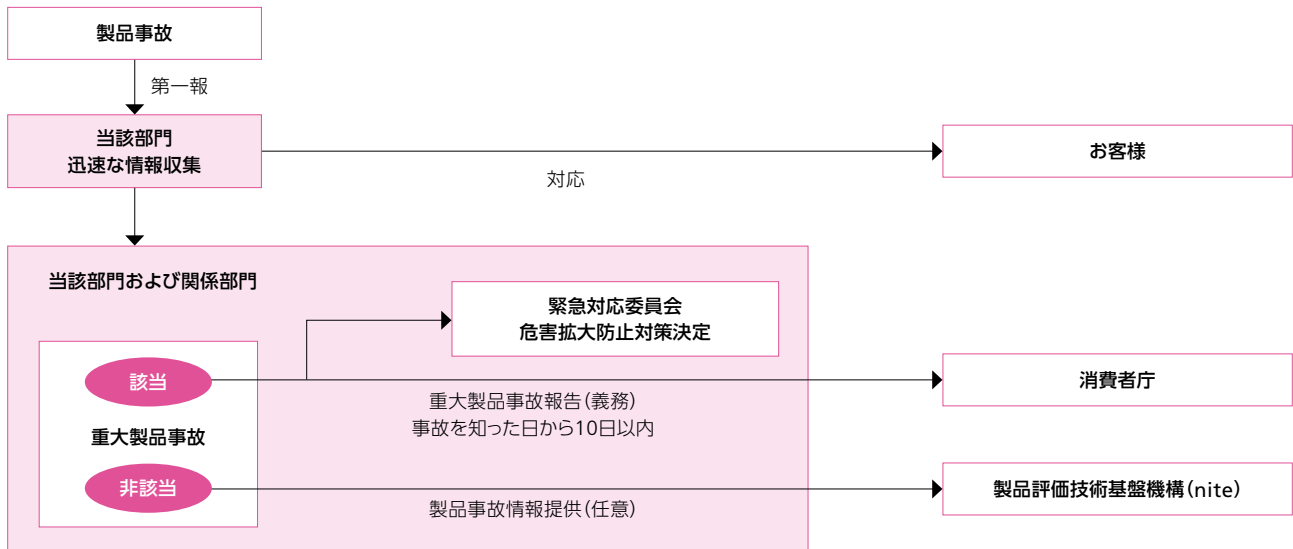 製品事故
第一報
当該部門
迅速な情報収集
お客様
対応
当該部門および関係部門
緊急対応委員会
危害拡大防止対策決定
該当
消費者庁
重大製品事故報告（義務）
事故を知った日から10日以内
重大製品事故
非該当
製品評価技術基盤機構（nite）
製品事故情報提供（任意）